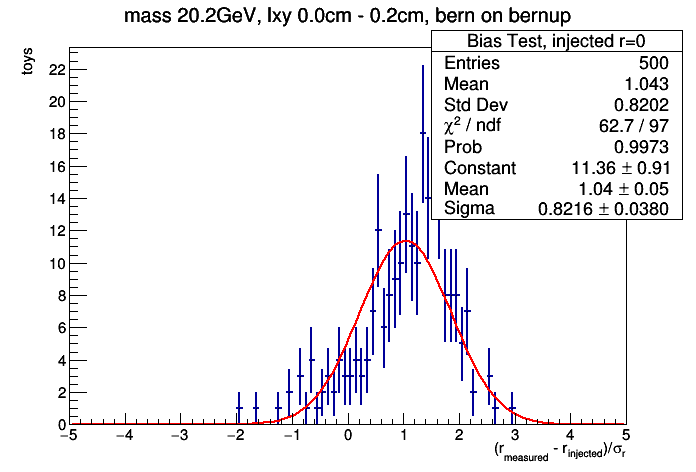 mass 20.2GeV, lxy 0.0cm - 0.2cm, bern on bernup
Bias Test, injected r=0
Entries 500
Mean 1.043
Std Dev 0.8202
χ² / ndf 62.7 / 97
Prob 0.9973
Constant 11.36 ± 0.91
Mean 1.04 ± 0.05
Sigma 0.8216 ± 0.0380
toys
22
20
18
16
14
12
10
8
6
4
2
0
−5 −4 −3 −2 −1 0 1 2 3 4 5
(r_measured - r_injected)/σ_r